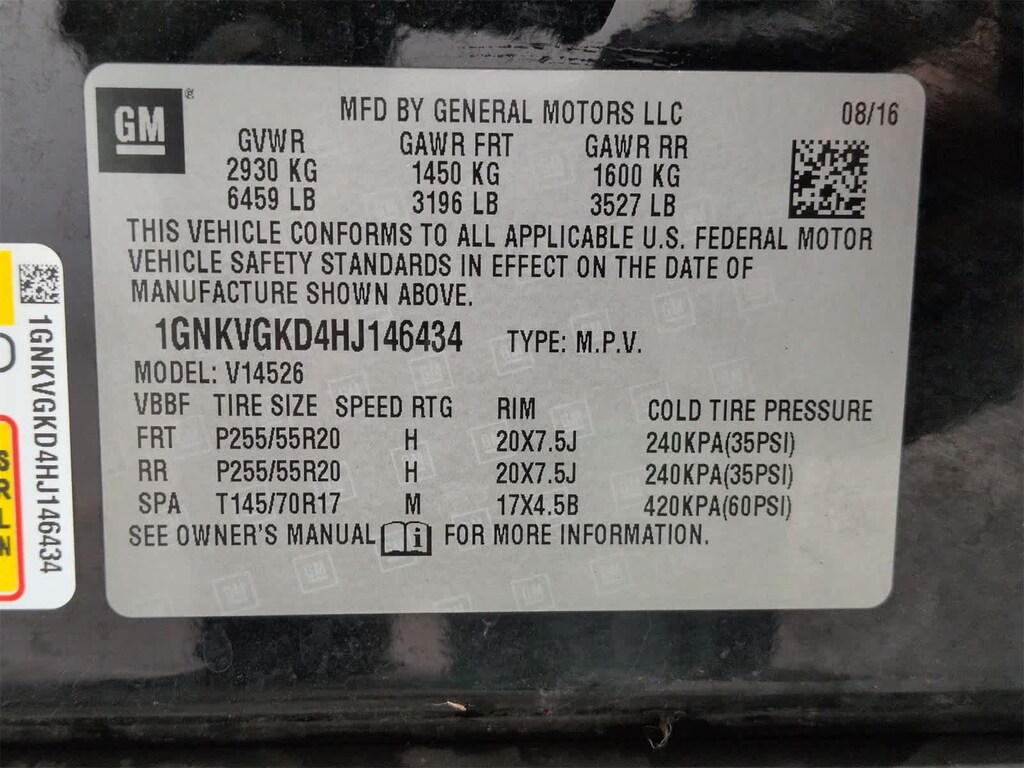 GM
MFD BY GENERAL MOTORS LLC 08/16
GVWR GAWR FRT GAWR RR
2930 KG 1450 KG 1600 KG
6459 LB 3196 LB 3527 LB
THIS VEHICLE CONFORMS TO ALL APPLICABLE U.S. FEDERAL MOTOR
VEHICLE SAFETY STANDARDS IN EFFECT ON THE DATE OF
MANUFACTURE SHOWN ABOVE.
1GNKVGKD4HJ146434 TYPE: M.P.V.
MODEL: V14526
VBBF TIRE SIZE SPEED RTG RIM COLD TIRE PRESSURE
FRT P255/55R20 H 20X7.5J 240KPA(35PSI)
RR P255/55R20 H 20X7.5J 240KPA(35PSI)
SPA T145/70R17 M 17X4.5B 420KPA(60PSI)
SEE OWNER'S MANUAL i FOR MORE INFORMATION.
1GNKVGKD4HJ146434